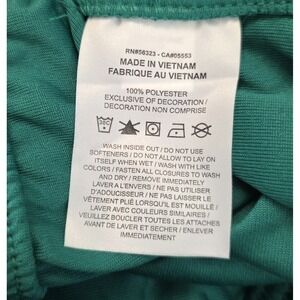 RN#56323 - CA#05553
MADE IN VIETNAM
FABRIQUE AU VIETNAM
100% POLYESTER
EXCLUSIVE OF DECORATION /
DECORATION NON COMPRISE
30C
WASH INSIDE OUT / DO NOT USE
SOFTENERS / DO NOT ALLOW TO LAY ON
ITSELF WHEN WET / WASH WITH LIKE
COLORS / FASTEN ALL CLOSURES TO WASH
AND DRY / REMOVE IMMEDIATELY
LAVER A L'ENVERS / NE PAS UTILISER
D'ADOUCISSEUR / NE PAS LAISSER LE
VÊTEMENT PLIÉ LORSQU'IL EST MOUILLÉ /
LAVER AVEC COULEURS SIMILAIRES /
VEUILLEZ BOUCLER TOUTES LES ATTACHES
AVANT DE LAVER ET SECHER / ENLEVER
IMMEDIATEMENT